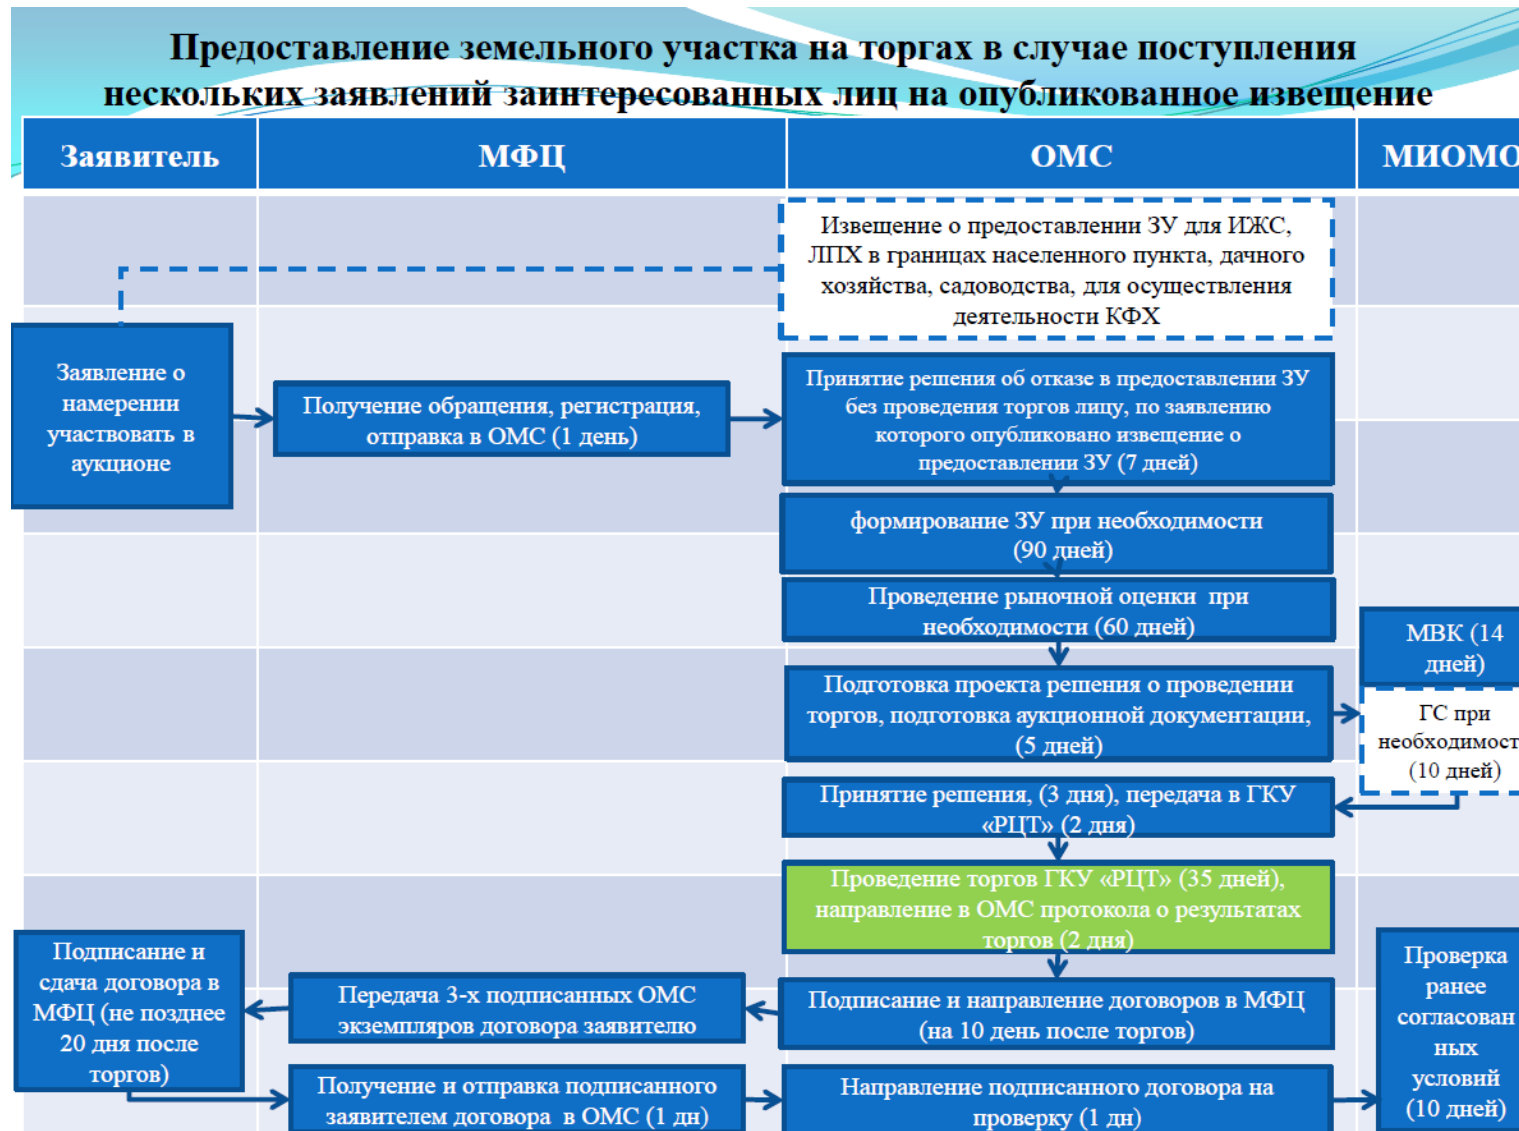 Предоставление земельного участка на торгах в случае поступления
нескольких заявлений заинтересованных лиц на опубликованное извещение
Заявитель
МФЦ
ОМС
МИОМО
Извещение о предоставлении ЗУ для ИЖС,
ЛПХ в границах населенного пункта, дачного
хозяйства, садоводства, для осуществления
деятельности КФХ
Заявление о
намерении
участвовать в
аукционе
Получение обращения, регистрация,
отправка в ОМС (1 день)
Принятие решения об отказе в предоставлении ЗУ
без проведения торгов лицу, по заявлению
которого опубликовано извещение о
предоставлении ЗУ (7 дней)
формирование ЗУ при необходимости
(90 дней)
Проведение рыночной оценки при
необходимости (60 дней)
МВК (14
дней)
Подготовка проекта решения о проведении
торгов, подготовка аукционной документации,
(5 дней)
ГС при
необходимост
(10 дней)
Принятие решения, (3 дня), передача в ГКУ
«РЦТ» (2 дня)
Проведение торгов ГКУ «РЦТ» (35 дней),
направление в ОМС протокола о результатах
торгов (2 дня)
Подписание и
сдача договора в
МФЦ (не позднее
20 дня после
торгов)
Передача 3-х подписанных ОМС
экземпляров договора заявителю
Подписание и направление договоров в МФЦ
(на 10 день после торгов)
Проверка
ранее
согласован
ных
условий
(10 дней)
Получение и отправка подписанного
заявителем договора в ОМС (1 дн)
Направление подписанного договора на
проверку (1 дн)